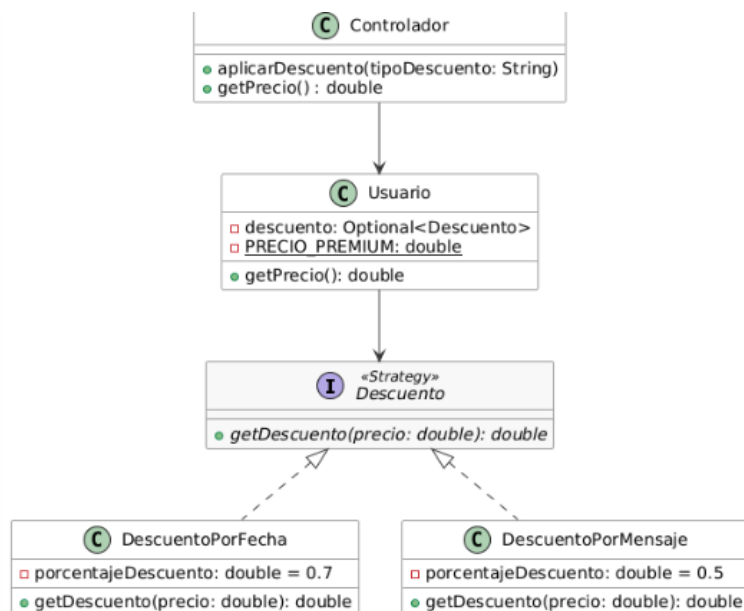 C Controlador
+ aplicarDescuento(tipoDescuento: String)
getPrecio() : double
C Usuario
descuento: Optional<Descuento>
PRECIO_PREMIUM: double
getPrecio(): double
I «Strategy»
Descuento
getDescuento(precio: double): double
C DescuentoPorFecha
porcentajeDescuento: double = 0.7
getDescuento(precio: double): double
C DescuentoPorMensaje
porcentajeDescuento: double = 0.5
getDescuento(precio: double): double